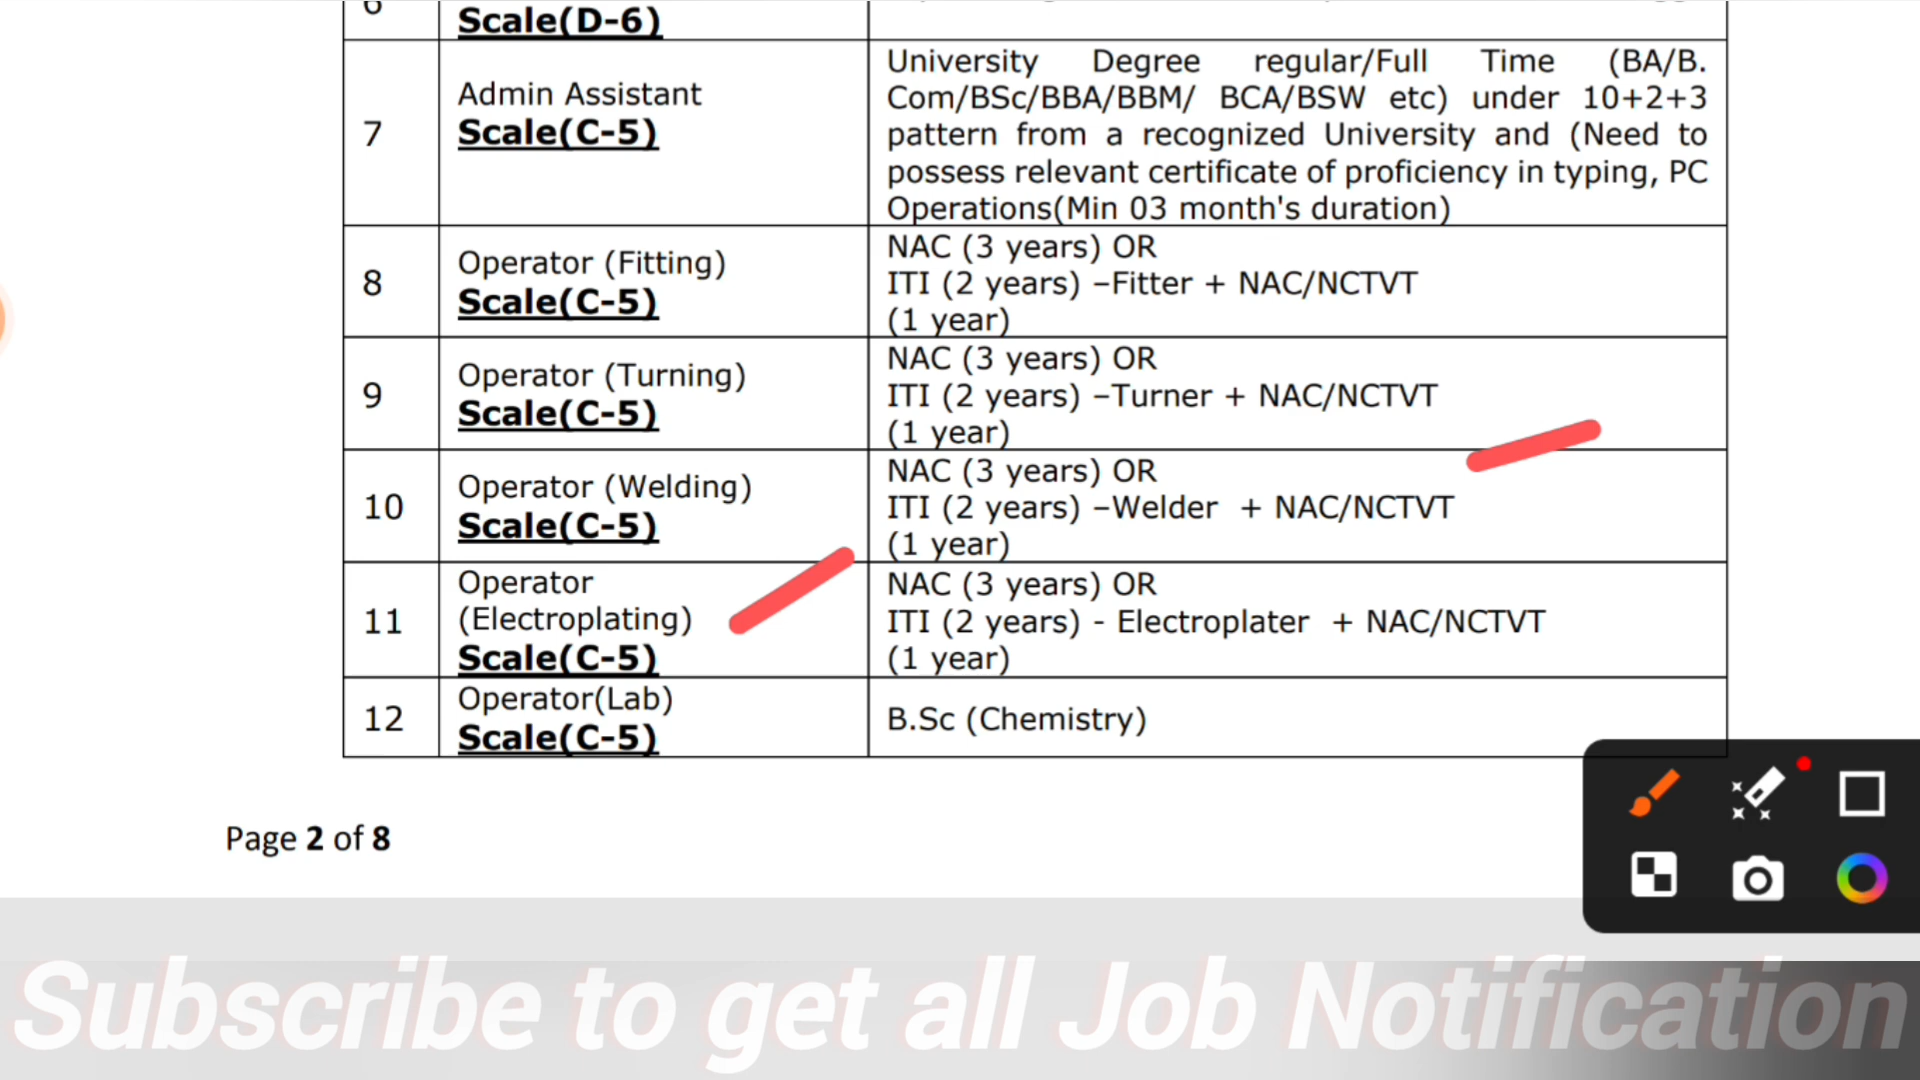 6
Scale(D-6)
7
Admin Assistant
Scale(C-5)
University Degree regular/Full Time (BA/B.
Com/BSc/BBA/BBM/ BCA/BSW etc) under 10+2+3
pattern from a recognized University and (Need to
possess relevant certificate of proficiency in typing, PC
Operations(Min 03 month's duration)
8
Operator (Fitting)
Scale(C-5)
NAC (3 years) OR
ITI (2 years) –Fitter + NAC/NCTVT
(1 year)
9
Operator (Turning)
Scale(C-5)
NAC (3 years) OR
ITI (2 years) –Turner + NAC/NCTVT
(1 year)
10
Operator (Welding)
Scale(C-5)
NAC (3 years) OR
ITI (2 years) –Welder + NAC/NCTVT
(1 year)
11
Operator
(Electroplating)
Scale(C-5)
NAC (3 years) OR
ITI (2 years) - Electroplater + NAC/NCTVT
(1 year)
12
Operator(Lab)
Scale(C-5)
B.Sc (Chemistry)
Page 2 of 8
Subscribe to get all Job Notification